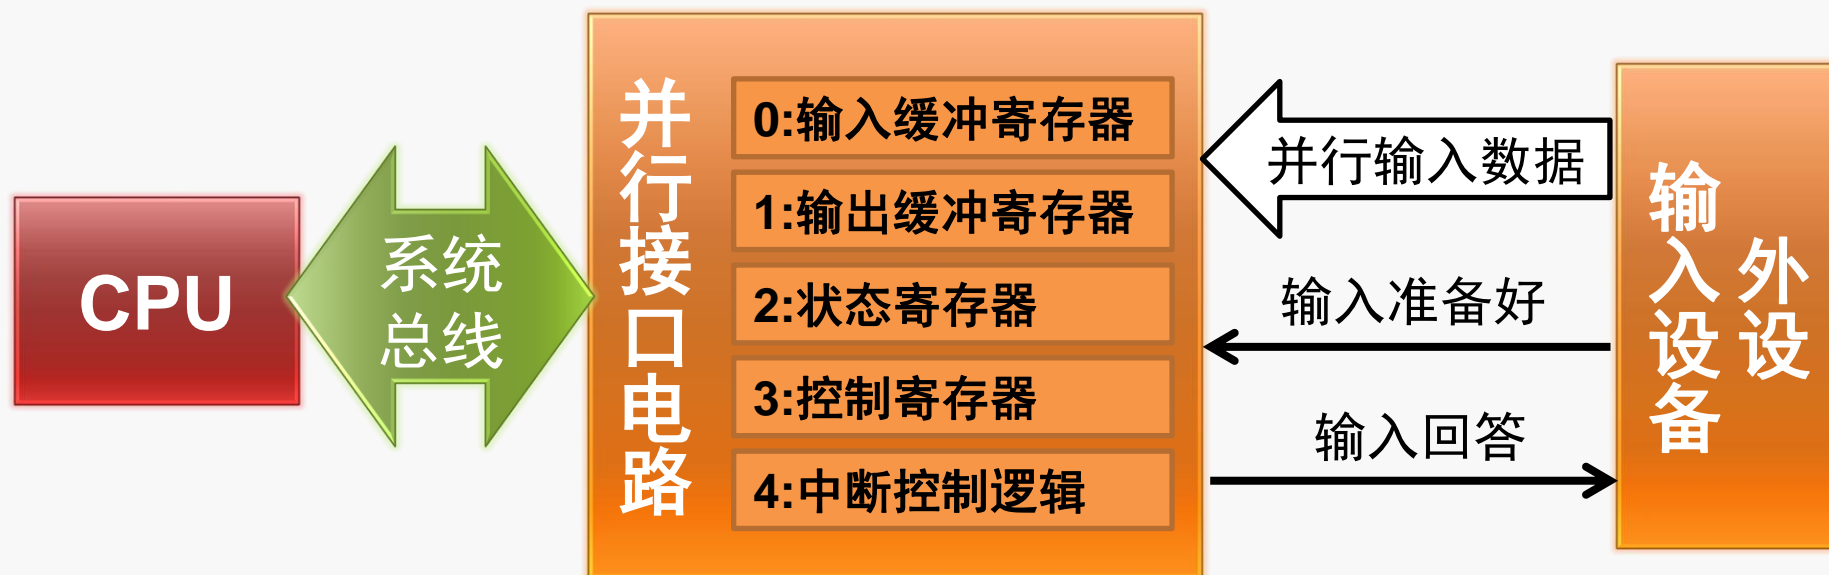 CPU
系统
总线
并行接口电路
0:输入缓冲寄存器
1:输出缓冲寄存器
2:状态寄存器
3:控制寄存器
4:中断控制逻辑
并行输入数据
输入准备好
输入回答
输入设备
外设